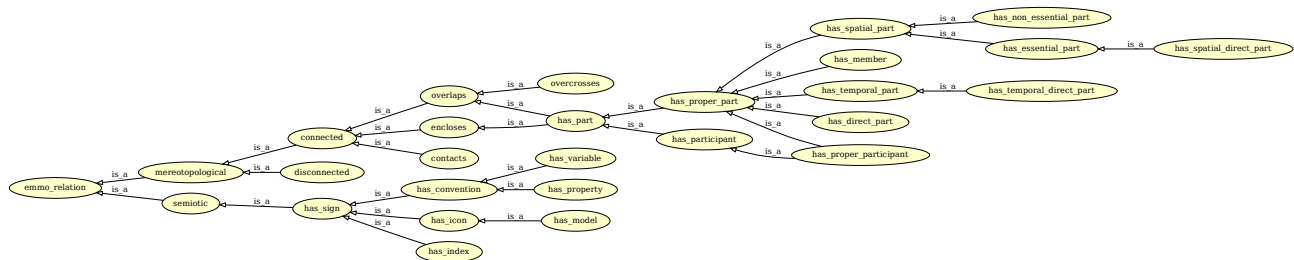 has_non_essential_part
is_a
has_spatial_part
is_a
is_a
has_essential_part
is_a
has_spatial_direct_part
has_member
is_a
overcrosses
is_a
overlaps
is_a
has_temporal_part
is_a
has_temporal_direct_part
is_a
has_proper_part
is_a
is_a
is_a
has_part
is_a
has_direct_part
is_a
encloses
is_a
is_a
connected
has_participant
is_a
is_a
has_proper_participant
is_a
contacts
has_variable
mereotopological
is_a
disconnected
is_a
is_a
emmo_relation
is_a
has_convention
is_a
has_property
semiotic
is_a
has_sign
is_a
is_a
has_icon
is_a
has_model
is_a
has_index